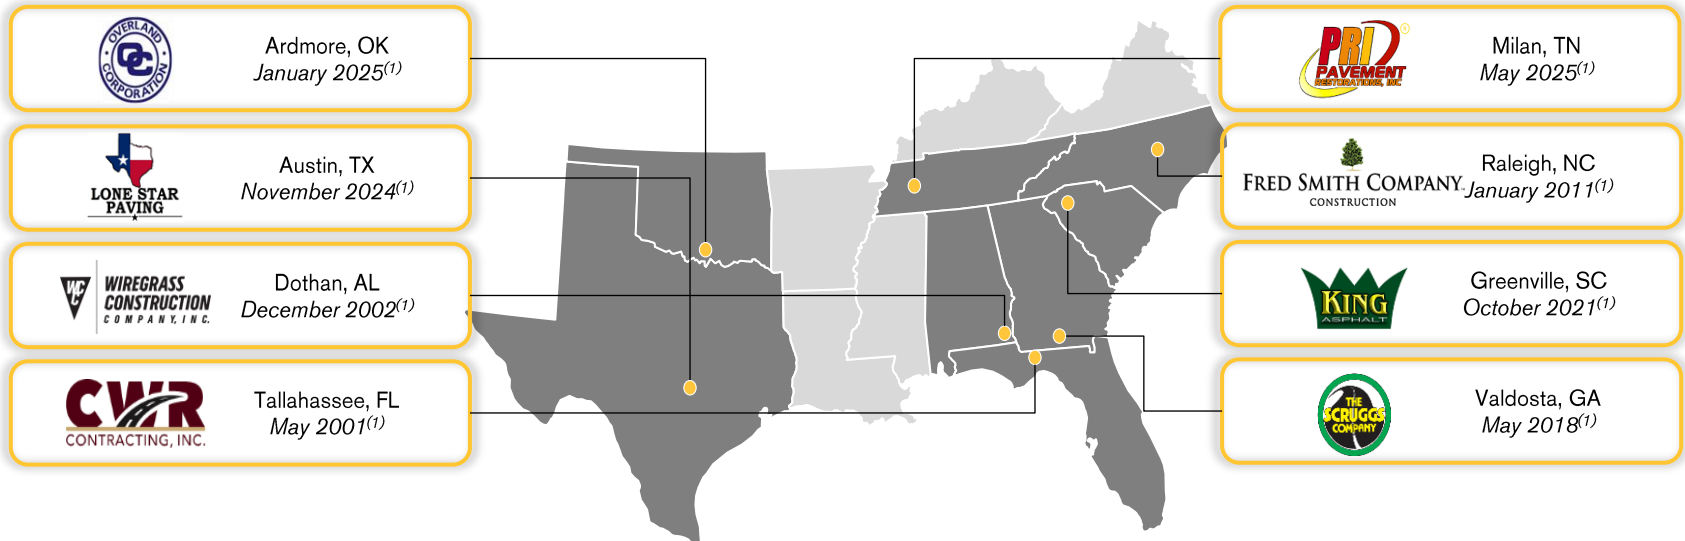 OVERLAND
OC
CORPORATION
Ardmore, OK
January 2025(1)
LONE STAR
PAVING
Austin, TX
November 2024(1)
WCC
WIREGRASS
CONSTRUCTION
COMPANY, INC.
Dothan, AL
December 2002(1)
CWR
CONTRACTING, INC.
Tallahassee, FL
May 2001(1)
PRI
®
PAVEMENT
RESTORATIONS, INC
Milan, TN
May 2025(1)
FRED SMITH COMPANY
CONSTRUCTION
Raleigh, NC
January 2011(1)
KING
ASPHALT
Greenville, SC
October 2021(1)
THE
SCRUGGS
COMPANY
Valdosta, GA
May 2018(1)